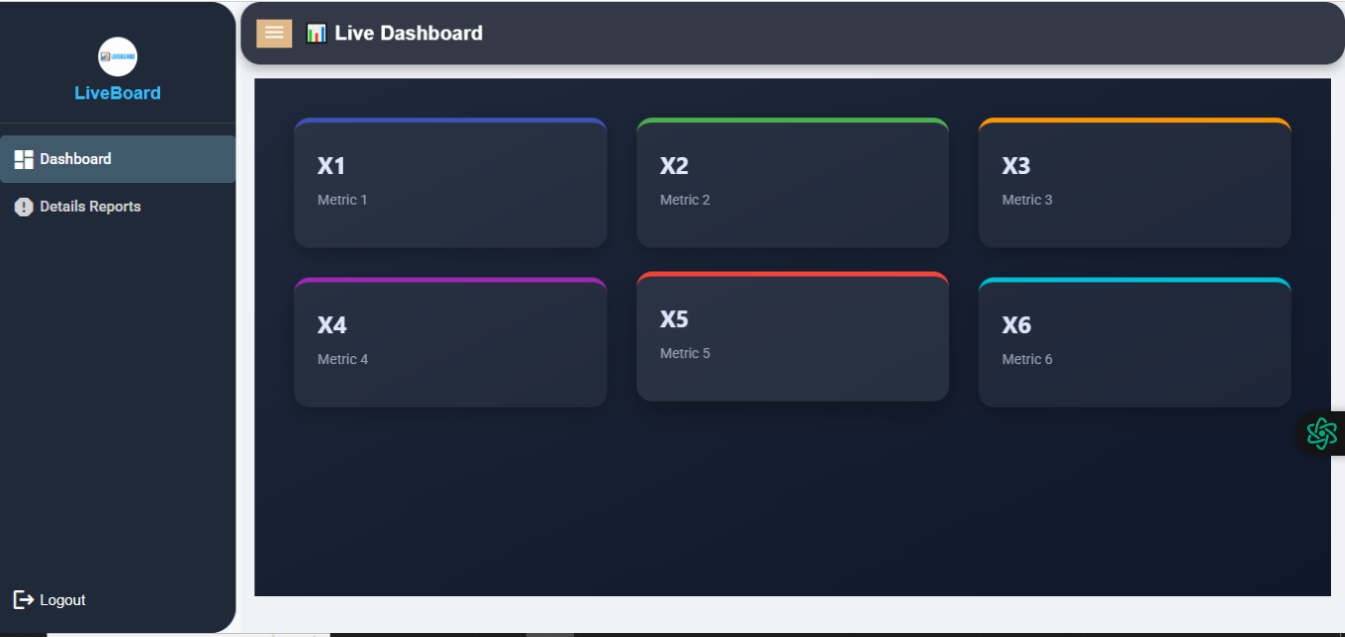 LiveBoard
Dashboard
Details Reports
Logout
Live Dashboard
X1
Metric 1
X2
Metric 2
X3
Metric 3
X4
Metric 4
X5
Metric 5
X6
Metric 6